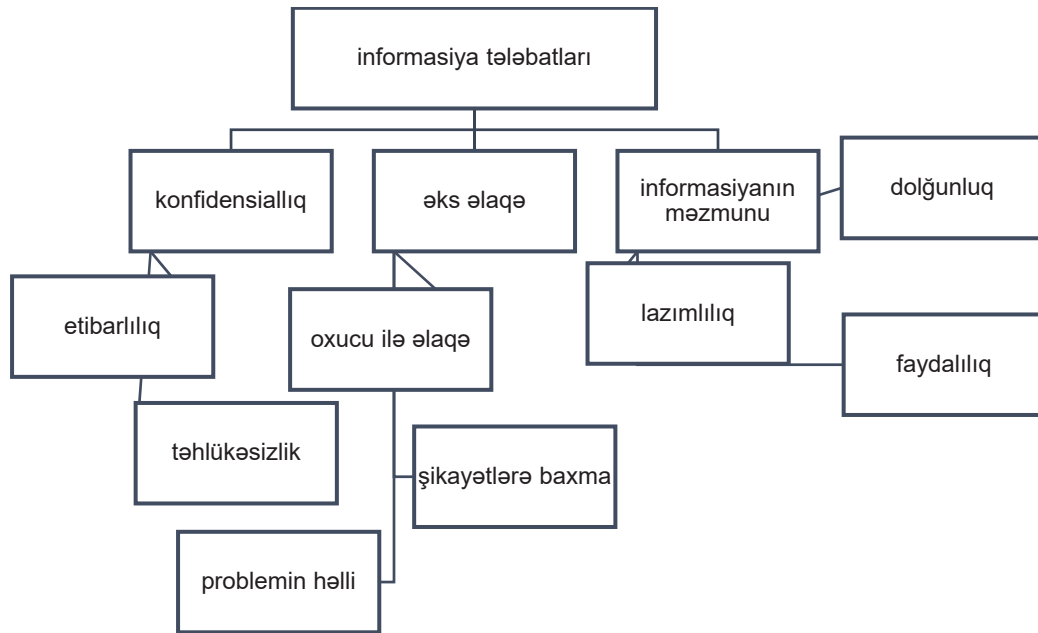 informasiya tələbatları
konfidensiallıq
əks əlaqə
informasiyanın
məzmunu
dolğunluq
etibarlılıq
oxucu ilə əlaqə
lazımlılıq
faydalılıq
təhlükəsizlik
şikayətlərə baxma
problemin həlli